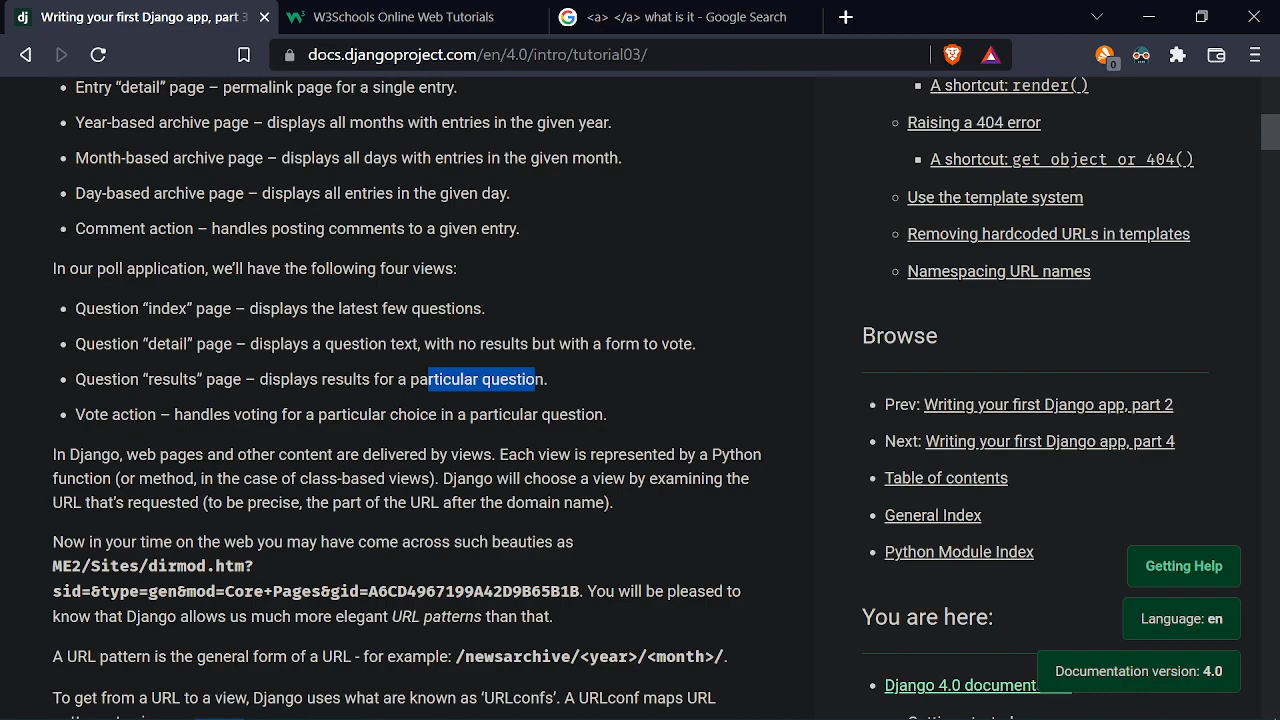 Writing your first Django app, part 3
W3Schools Online Web Tutorials
<a> </a> what is it - Google Search
docs.djangoproject.com/en/4.0/intro/tutorial03/
0
Entry “detail” page – permalink page for a single entry.
Year-based archive page – displays all months with entries in the given year.
Month-based archive page – displays all days with entries in the given month.
Day-based archive page – displays all entries in the given day.
Comment action – handles posting comments to a given entry.
In our poll application, we’ll have the following four views:
Question “index” page – displays the latest few questions.
Question “detail” page – displays a question text, with no results but with a form to vote.
Question “results” page – displays results for a particular question.
Vote action – handles voting for a particular choice in a particular question.
In Django, web pages and other content are delivered by views. Each view is represented by a Python
function (or method, in the case of class-based views). Django will choose a view by examining the
URL that’s requested (to be precise, the part of the URL after the domain name).
Now in your time on the web you may have come across such beauties as
ME2/Sites/dirmod.htm?
sid=&type=gen&mod=Core+Pages&gid=A6CD4967199A42D9B65B1B. You will be pleased to
know that Django allows us much more elegant URL patterns than that.
A URL pattern is the general form of a URL - for example: /newsarchive/<year>/<month>/.
To get from a URL to a view, Django uses what are known as ‘URLconfs’. A URLconf maps URL
A shortcut: render()
Raising a 404 error
A shortcut: get_object_or_404()
Use the template system
Removing hardcoded URLs in templates
Namespacing URL names
Browse
Prev: Writing your first Django app, part 2
Next: Writing your first Django app, part 4
Table of contents
General Index
Python Module Index
You are here:
Django 4.0 document
Getting Help
Language: en
Documentation version: 4.0